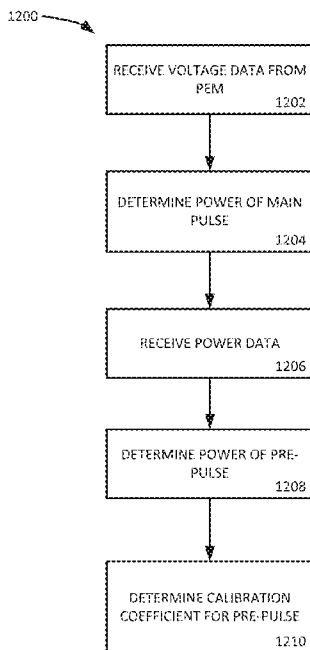 1200
RECEIVE VOLTAGE DATA FROM
PEM
1202
DETERMINE POWER OF MAIN
PULSE
1204
RECEIVE POWER DATA
1206
DETERMINE POWER OF PRE-
PULSE
1208
DETERMINE CALIBRATION
COEFFICIENT FOR PRE-PULSE
1210